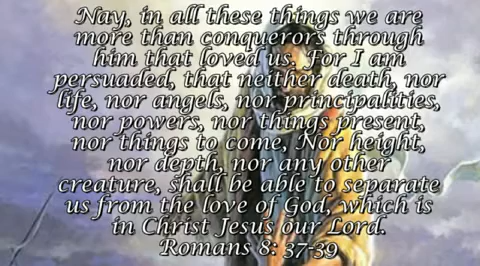 Nay, in all these things we are
more than conquerors through
him that loved us. For I am
persuaded, that neither death, nor
life, nor angels, nor principalities,
nor powers, nor things present,
nor things to come, Nor height,
nor depth, nor any other
creature, shall be able to separate
us from the love of God, which is
in Christ Jesus our Lord.
Romans 8: 37-39